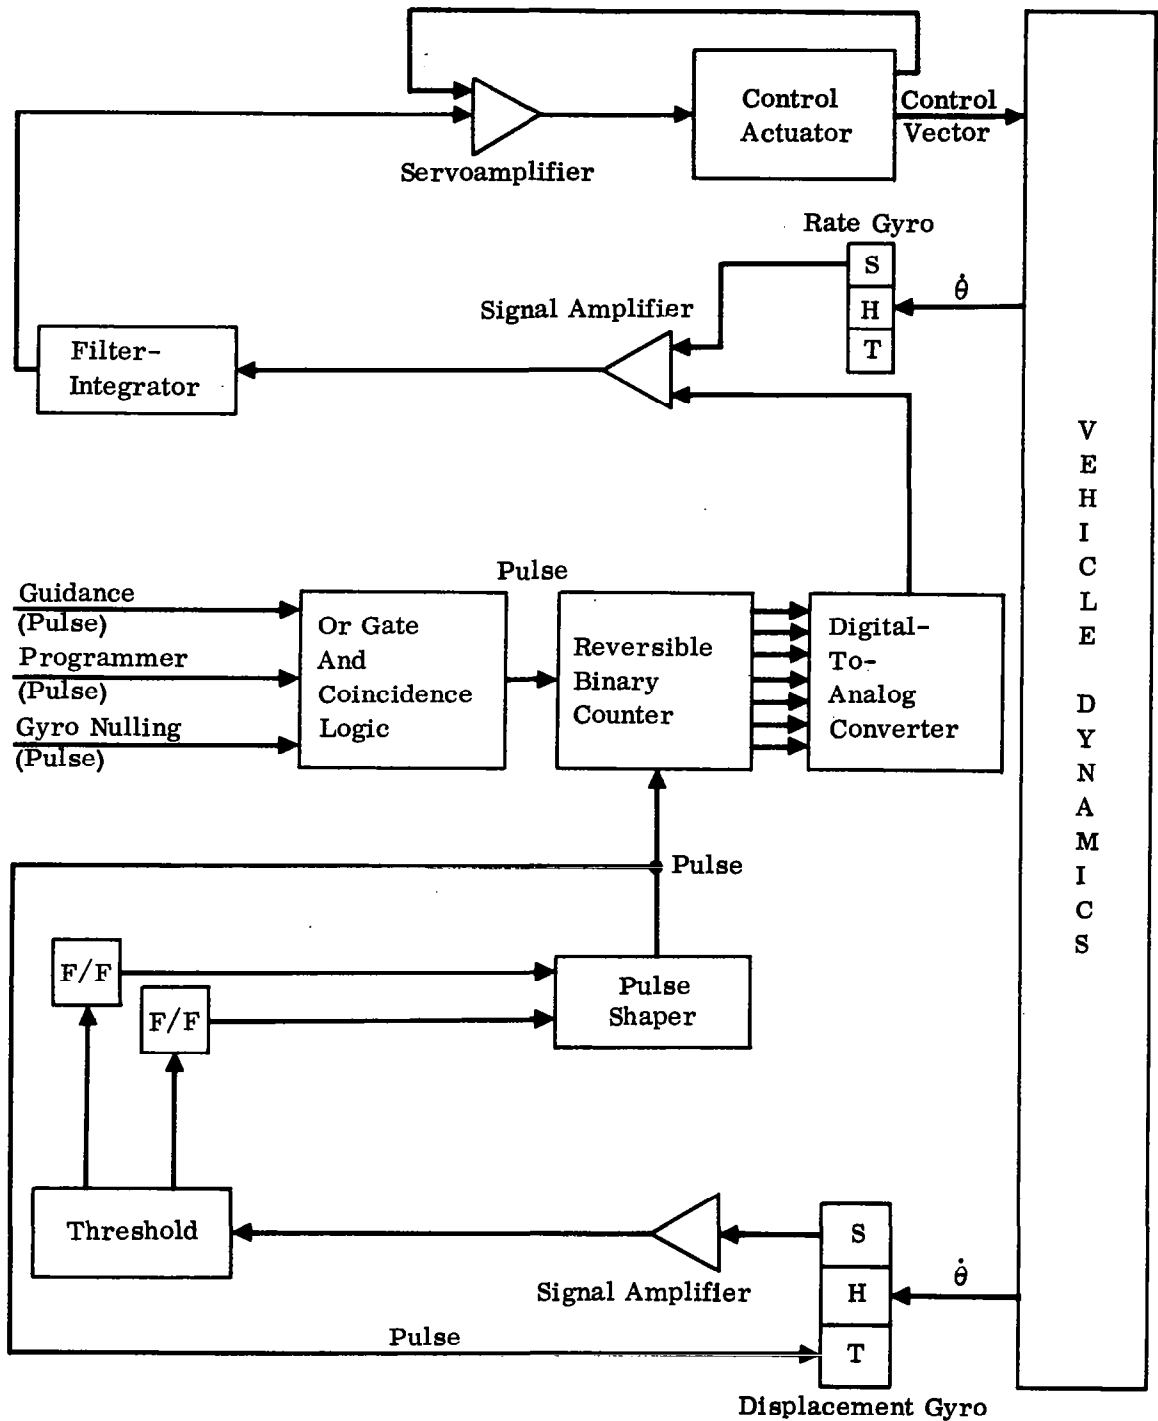 Control
Actuator
Control
Vector
Servoamplifier
Rate Gyro
S
H
T
θ̇
Signal Amplifier
Filter-
Integrator
VEHICLE DYNAMICS
Pulse
Guidance
(Pulse)
Programmer
(Pulse)
Gyro Nulling
(Pulse)
Or Gate
And
Coincidence
Logic
Reversible
Binary
Counter
Digital-
To-
Analog
Converter
Pulse
F/F
F/F
Pulse
Shaper
Threshold
Signal Amplifier
S
H
T
θ̇
Pulse
Displacement Gyro